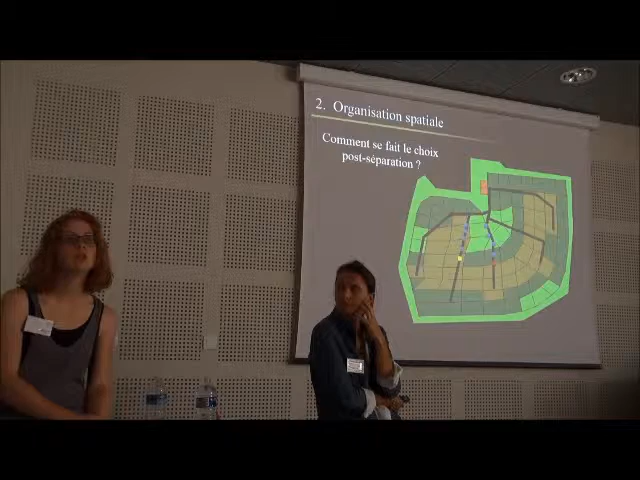 2. Organisation spatiale
Comment se fait le choix
post-séparation ?